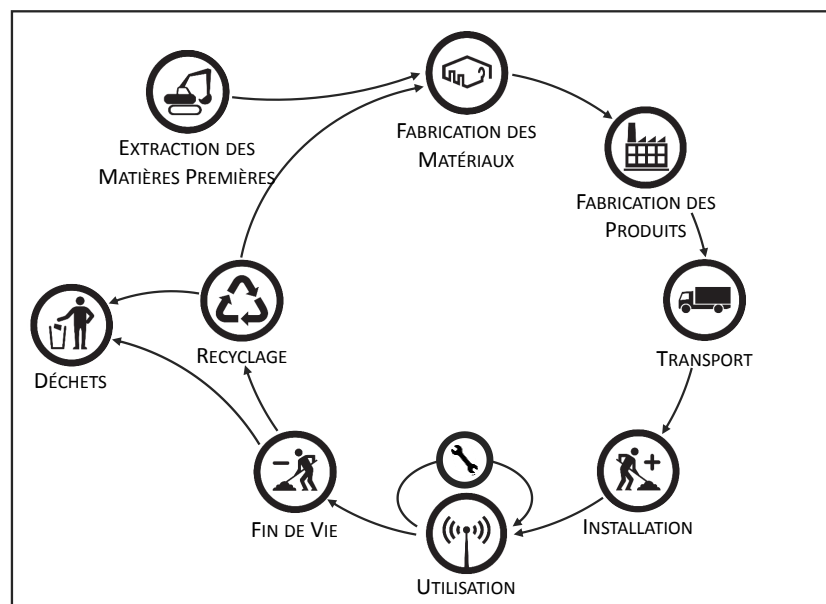 EXTRACTION DES
MATIÈRES PREMIÈRES
FABRICATION DES
MATÉRIAUX
FABRICATION DES
PRODUITS
TRANSPORT
RECYCLAGE
DÉCHETS
FIN DE VIE
INSTALLATION
UTILISATION